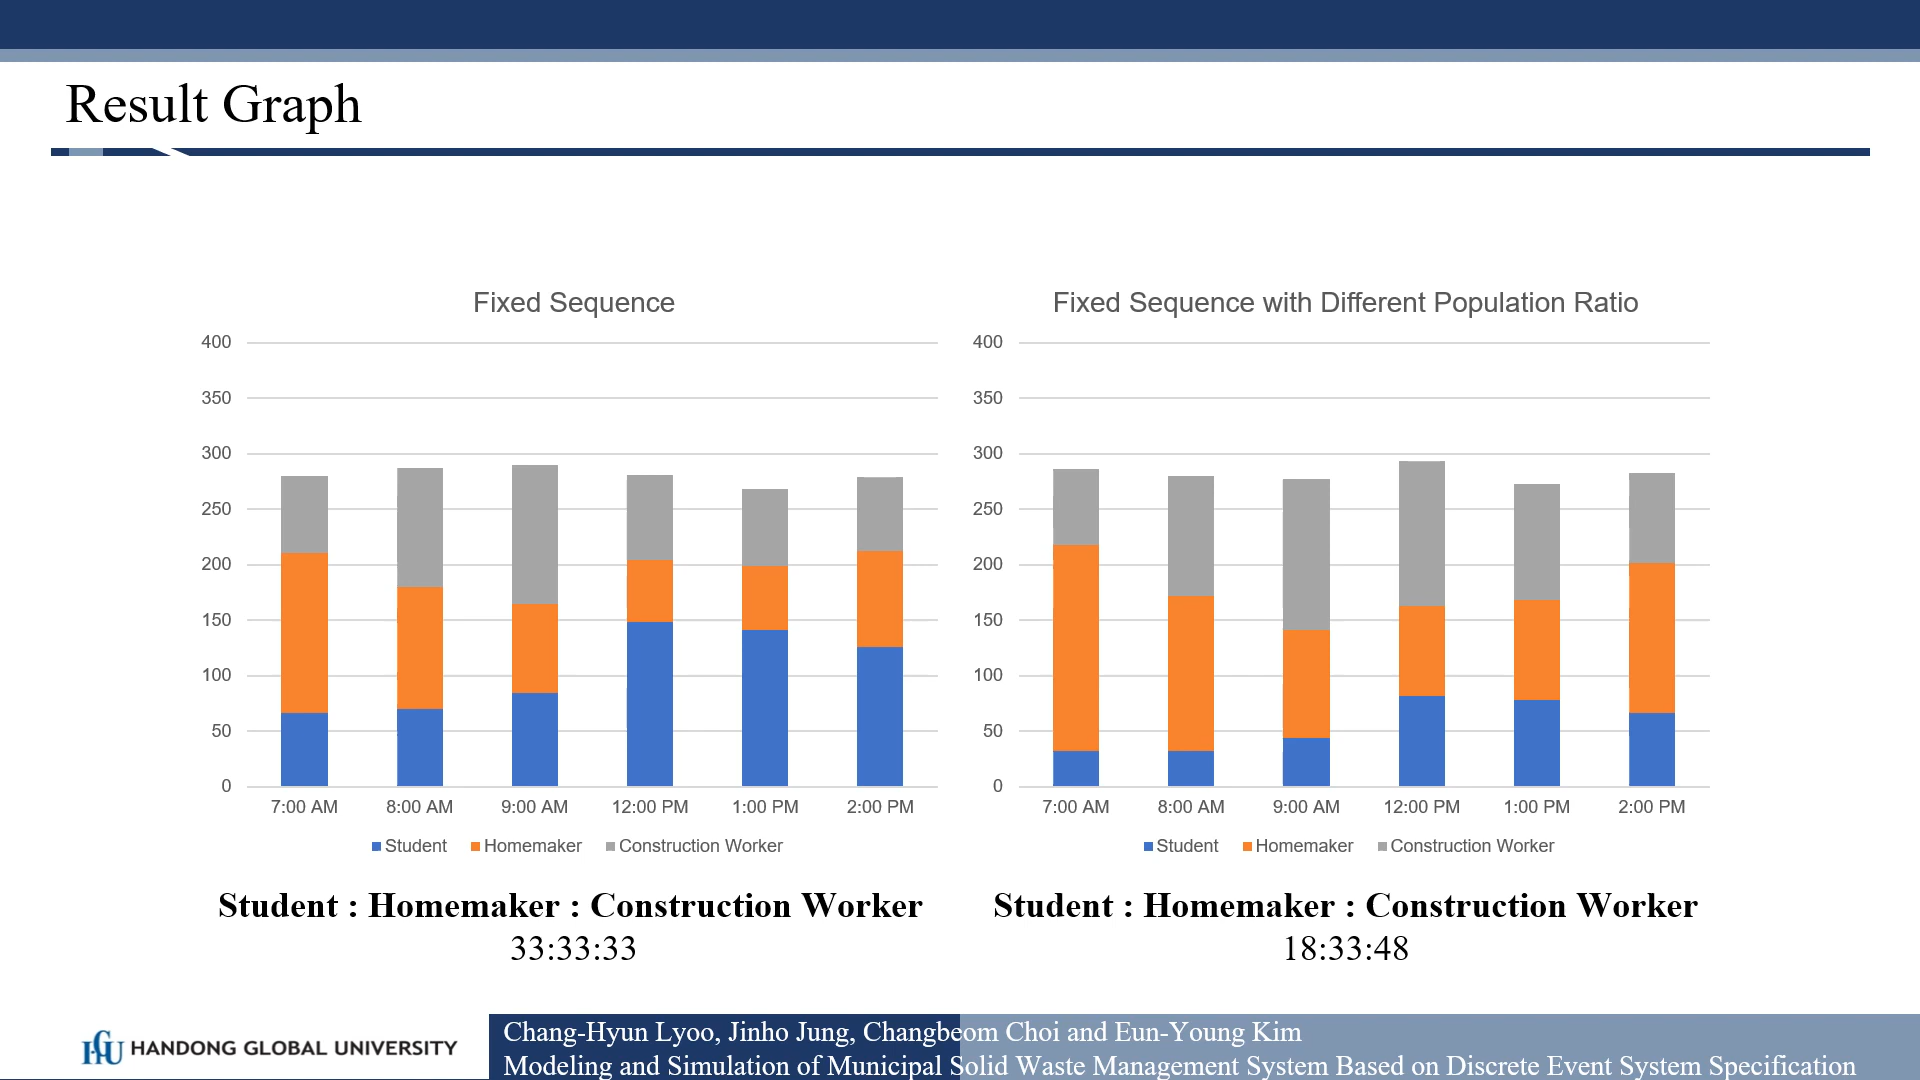 Result Graph
Fixed Sequence
400
350
300
250
200
150
100
50
0
7:00 AM 8:00 AM 9:00 AM 12:00 PM 1:00 PM 2:00 PM
Student Homemaker Construction Worker
Student : Homemaker : Construction Worker
33:33:33
Fixed Sequence with Different Population Ratio
400
350
300
250
200
150
100
50
0
7:00 AM 8:00 AM 9:00 AM 12:00 PM 1:00 PM 2:00 PM
Student Homemaker Construction Worker
Student : Homemaker : Construction Worker
18:33:48
HGU HANDONG GLOBAL UNIVERSITY
Chang-Hyun Lyoo, Jinho Jung, Changbeom Choi and Eun-Young Kim
Modeling and Simulation of Municipal Solid Waste Management System Based on Discrete Event System Specification